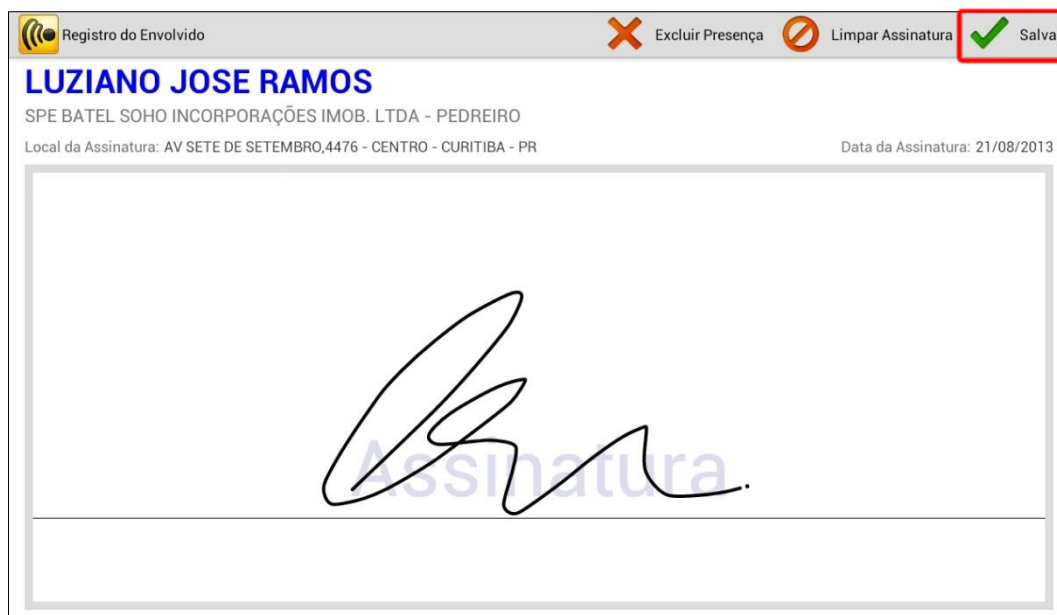 Registro do Envolvido Excluir Presença Limpar Assinatura Salva
LUZIANO JOSE RAMOS
SPE BATEL SOHO INCORPORAÇÕES IMOB. LTDA - PEDREIRO
Local da Assinatura: AV SETE DE SETEMBRO,4476 - CENTRO - CURITIBA - PR Data da Assinatura: 21/08/2013
Assinatura